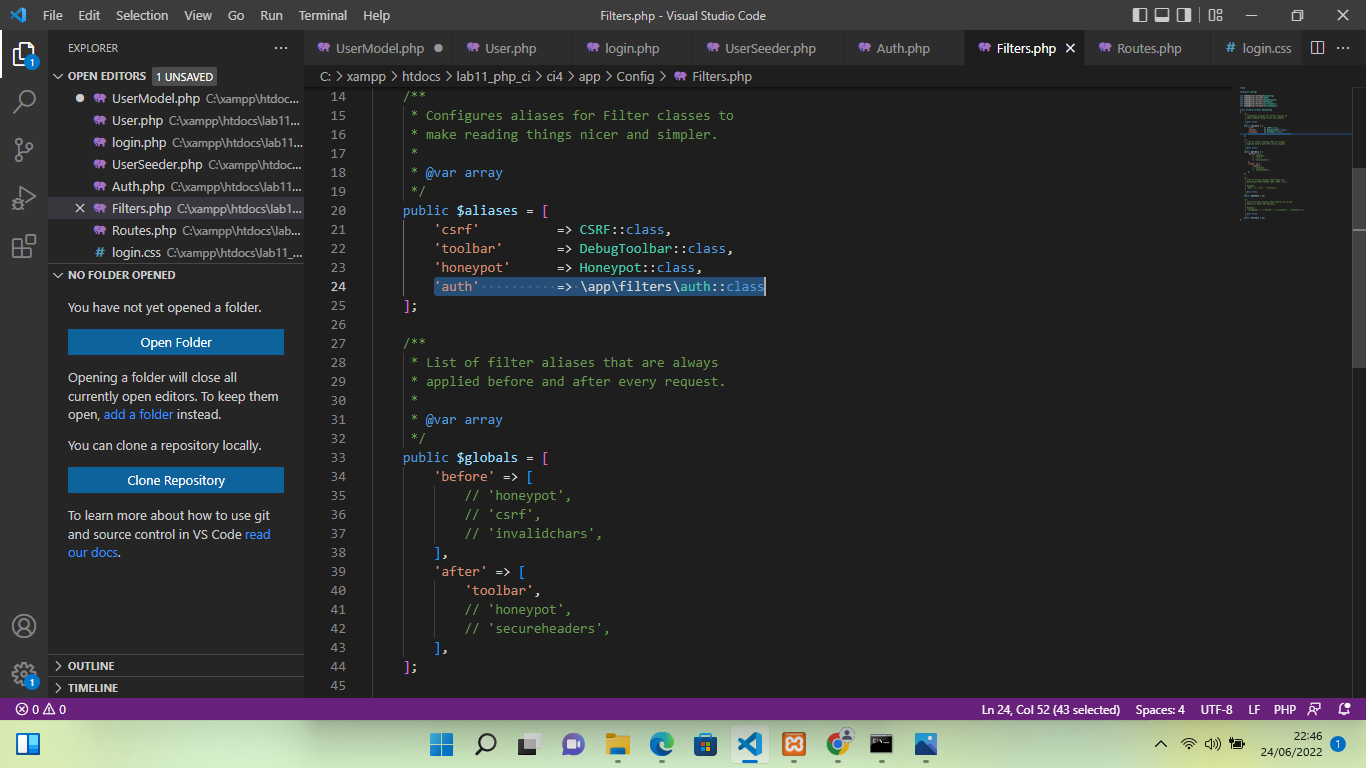 File Edit Selection View Go Run Terminal Help
Filters.php - Visual Studio Code
EXPLORER
OPEN EDITORS 1 UNSAVED
UserModel.php C:\xampp\htdoc...
User.php C:\xampp\htdocs\lab11...
login.php C:\xampp\htdocs\lab11...
UserSeeder.php C:\xampp\htdocs...
Auth.php C:\xampp\htdocs\lab11...
Filters.php C:\xampp\htdocs\lab1...
Routes.php C:\xampp\htdocs\lab...
login.css C:\xampp\htdocs\lab11_...
NO FOLDER OPENED
You have not yet opened a folder.
Open Folder
Opening a folder will close all
currently open editors. To keep them
open, add a folder instead.
You can clone a repository locally.
Clone Repository
To learn more about how to use git
and source control in VS Code read
our docs.
OUTLINE
TIMELINE
1
1
UserModel.php User.php login.php UserSeeder.php Auth.php Filters.php Routes.php login.css
C: > xampp > htdocs > lab11_php_ci > ci4 > app > Config > Filters.php
14 /**
15 * Configures aliases for Filter classes to
16 * make reading things nicer and simpler.
17 *
18 * @var array
19 */
20 public $aliases = [
21 'csrf' => CSRF::class,
22 'toolbar' => DebugToolbar::class,
23 'honeypot' => Honeypot::class,
24 'auth' => \app\filters\auth::class
25 ];
26
27 /**
28 * List of filter aliases that are always
29 * applied before and after every request.
30 *
31 * @var array
32 */
33 public $globals = [
34 'before' => [
35 // 'honeypot',
36 // 'csrf',
37 // 'invalidchars',
38 ],
39 'after' => [
40 'toolbar',
41 // 'honeypot',
42 // 'secureheaders',
43 ],
44 ];
45
0 0
Ln 24, Col 52 (43 selected) Spaces: 4 UTF-8 LF PHP
22:46
24/06/2022
1